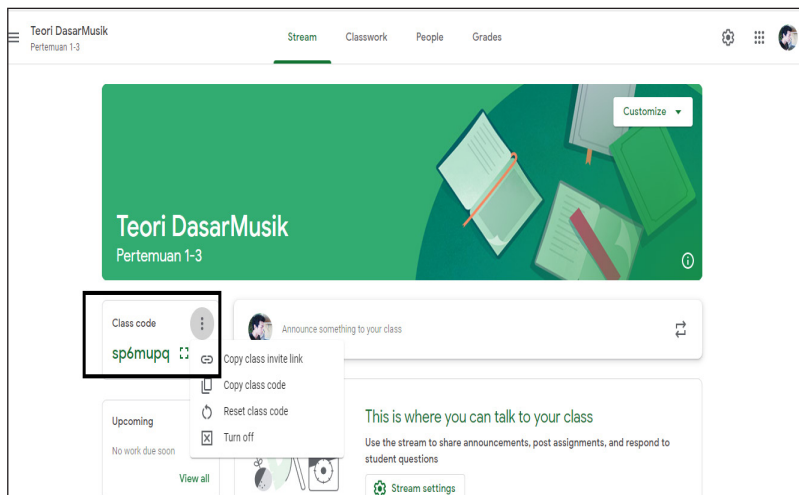 Teori DasarMusik
Pertemuan 1-3
Stream Classwork People Grades
Customize
Teori DasarMusik
Pertemuan 1-3
Class code
sp6mupq
Announce something to your class
Copy class invite link
Copy class code
Reset class code
Turn off
Upcoming
No work due soon
View all
This is where you can talk to your class
Use the stream to share announcements, post assignments, and respond to
student questions
Stream settings